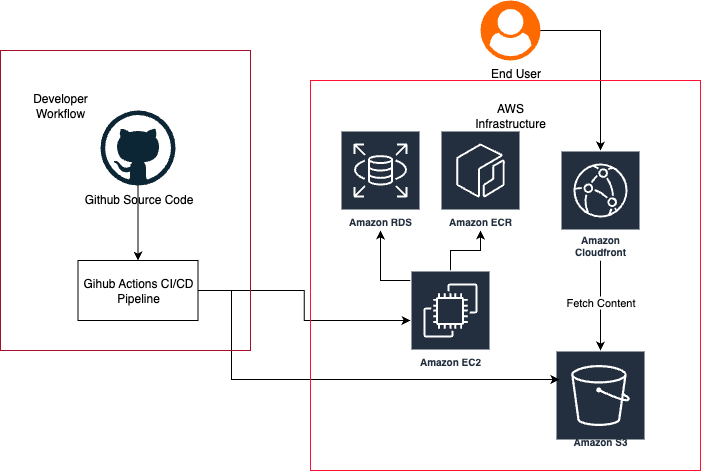 End User
Developer
Workflow
AWS
Infrastructure
Github Source Code
Amazon RDS
Amazon ECR
Amazon
Cloudfront
Gihub Actions CI/CD
Pipeline
Fetch Content
Amazon EC2
Amazon S3